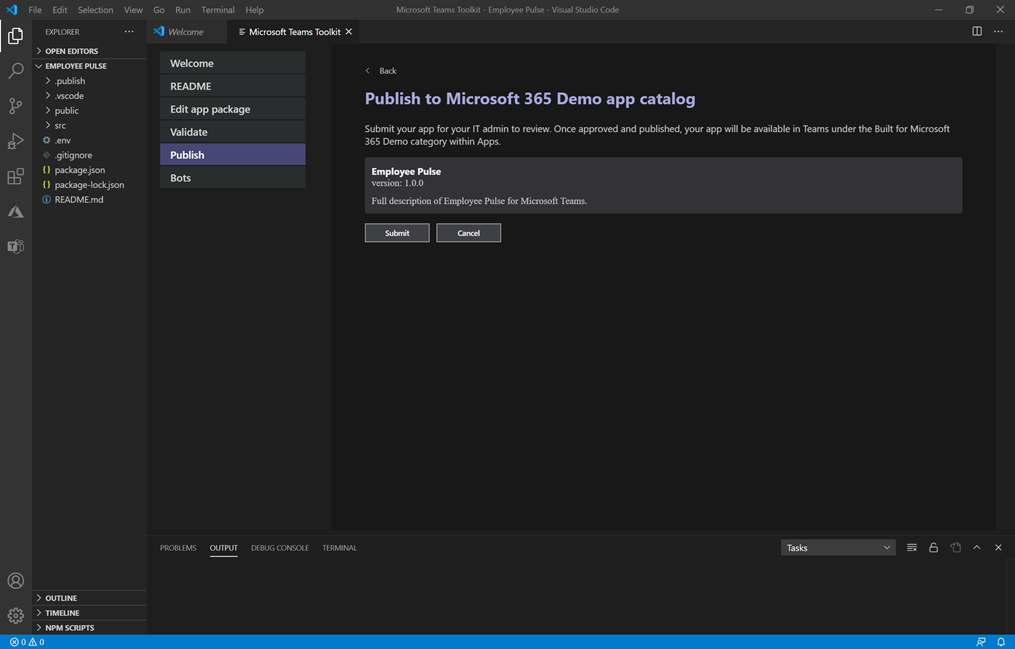 File Edit Selection View Go Run Terminal Help
Microsoft Teams Toolkit - Employee Pulse - Visual Studio Code
EXPLORER
OPEN EDITORS
EMPLOYEE PULSE
.publish
.vscode
public
src
.env
.gitignore
package.json
package-lock.json
README.md
OUTLINE
TIMELINE
NPM SCRIPTS
Welcome
Microsoft Teams Toolkit
Welcome
README
Edit app package
Validate
Publish
Bots
Back
Publish to Microsoft 365 Demo app catalog
Submit your app for your IT admin to review. Once approved and published, your app will be available in Teams under the Built for Microsoft
365 Demo category within Apps.
Employee Pulse
version: 1.0.0
Full description of Employee Pulse for Microsoft Teams.
Submit Cancel
PROBLEMS OUTPUT DEBUG CONSOLE TERMINAL
Tasks
0 0